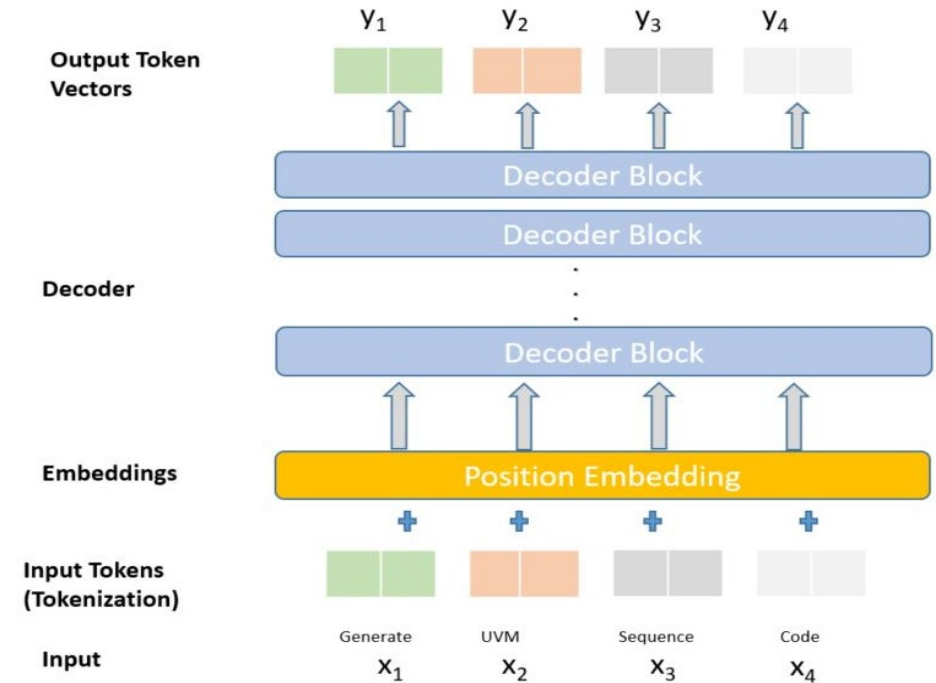 y₁ y₂ y₃ y₄
Output Token
Vectors
Decoder Block
Decoder Block
Decoder
.
.
.
Decoder Block
Embeddings
Position Embedding
+ + + +
Input Tokens
(Tokenization)
Generate UVM Sequence Code
Input
x₁ x₂ x₃ x₄